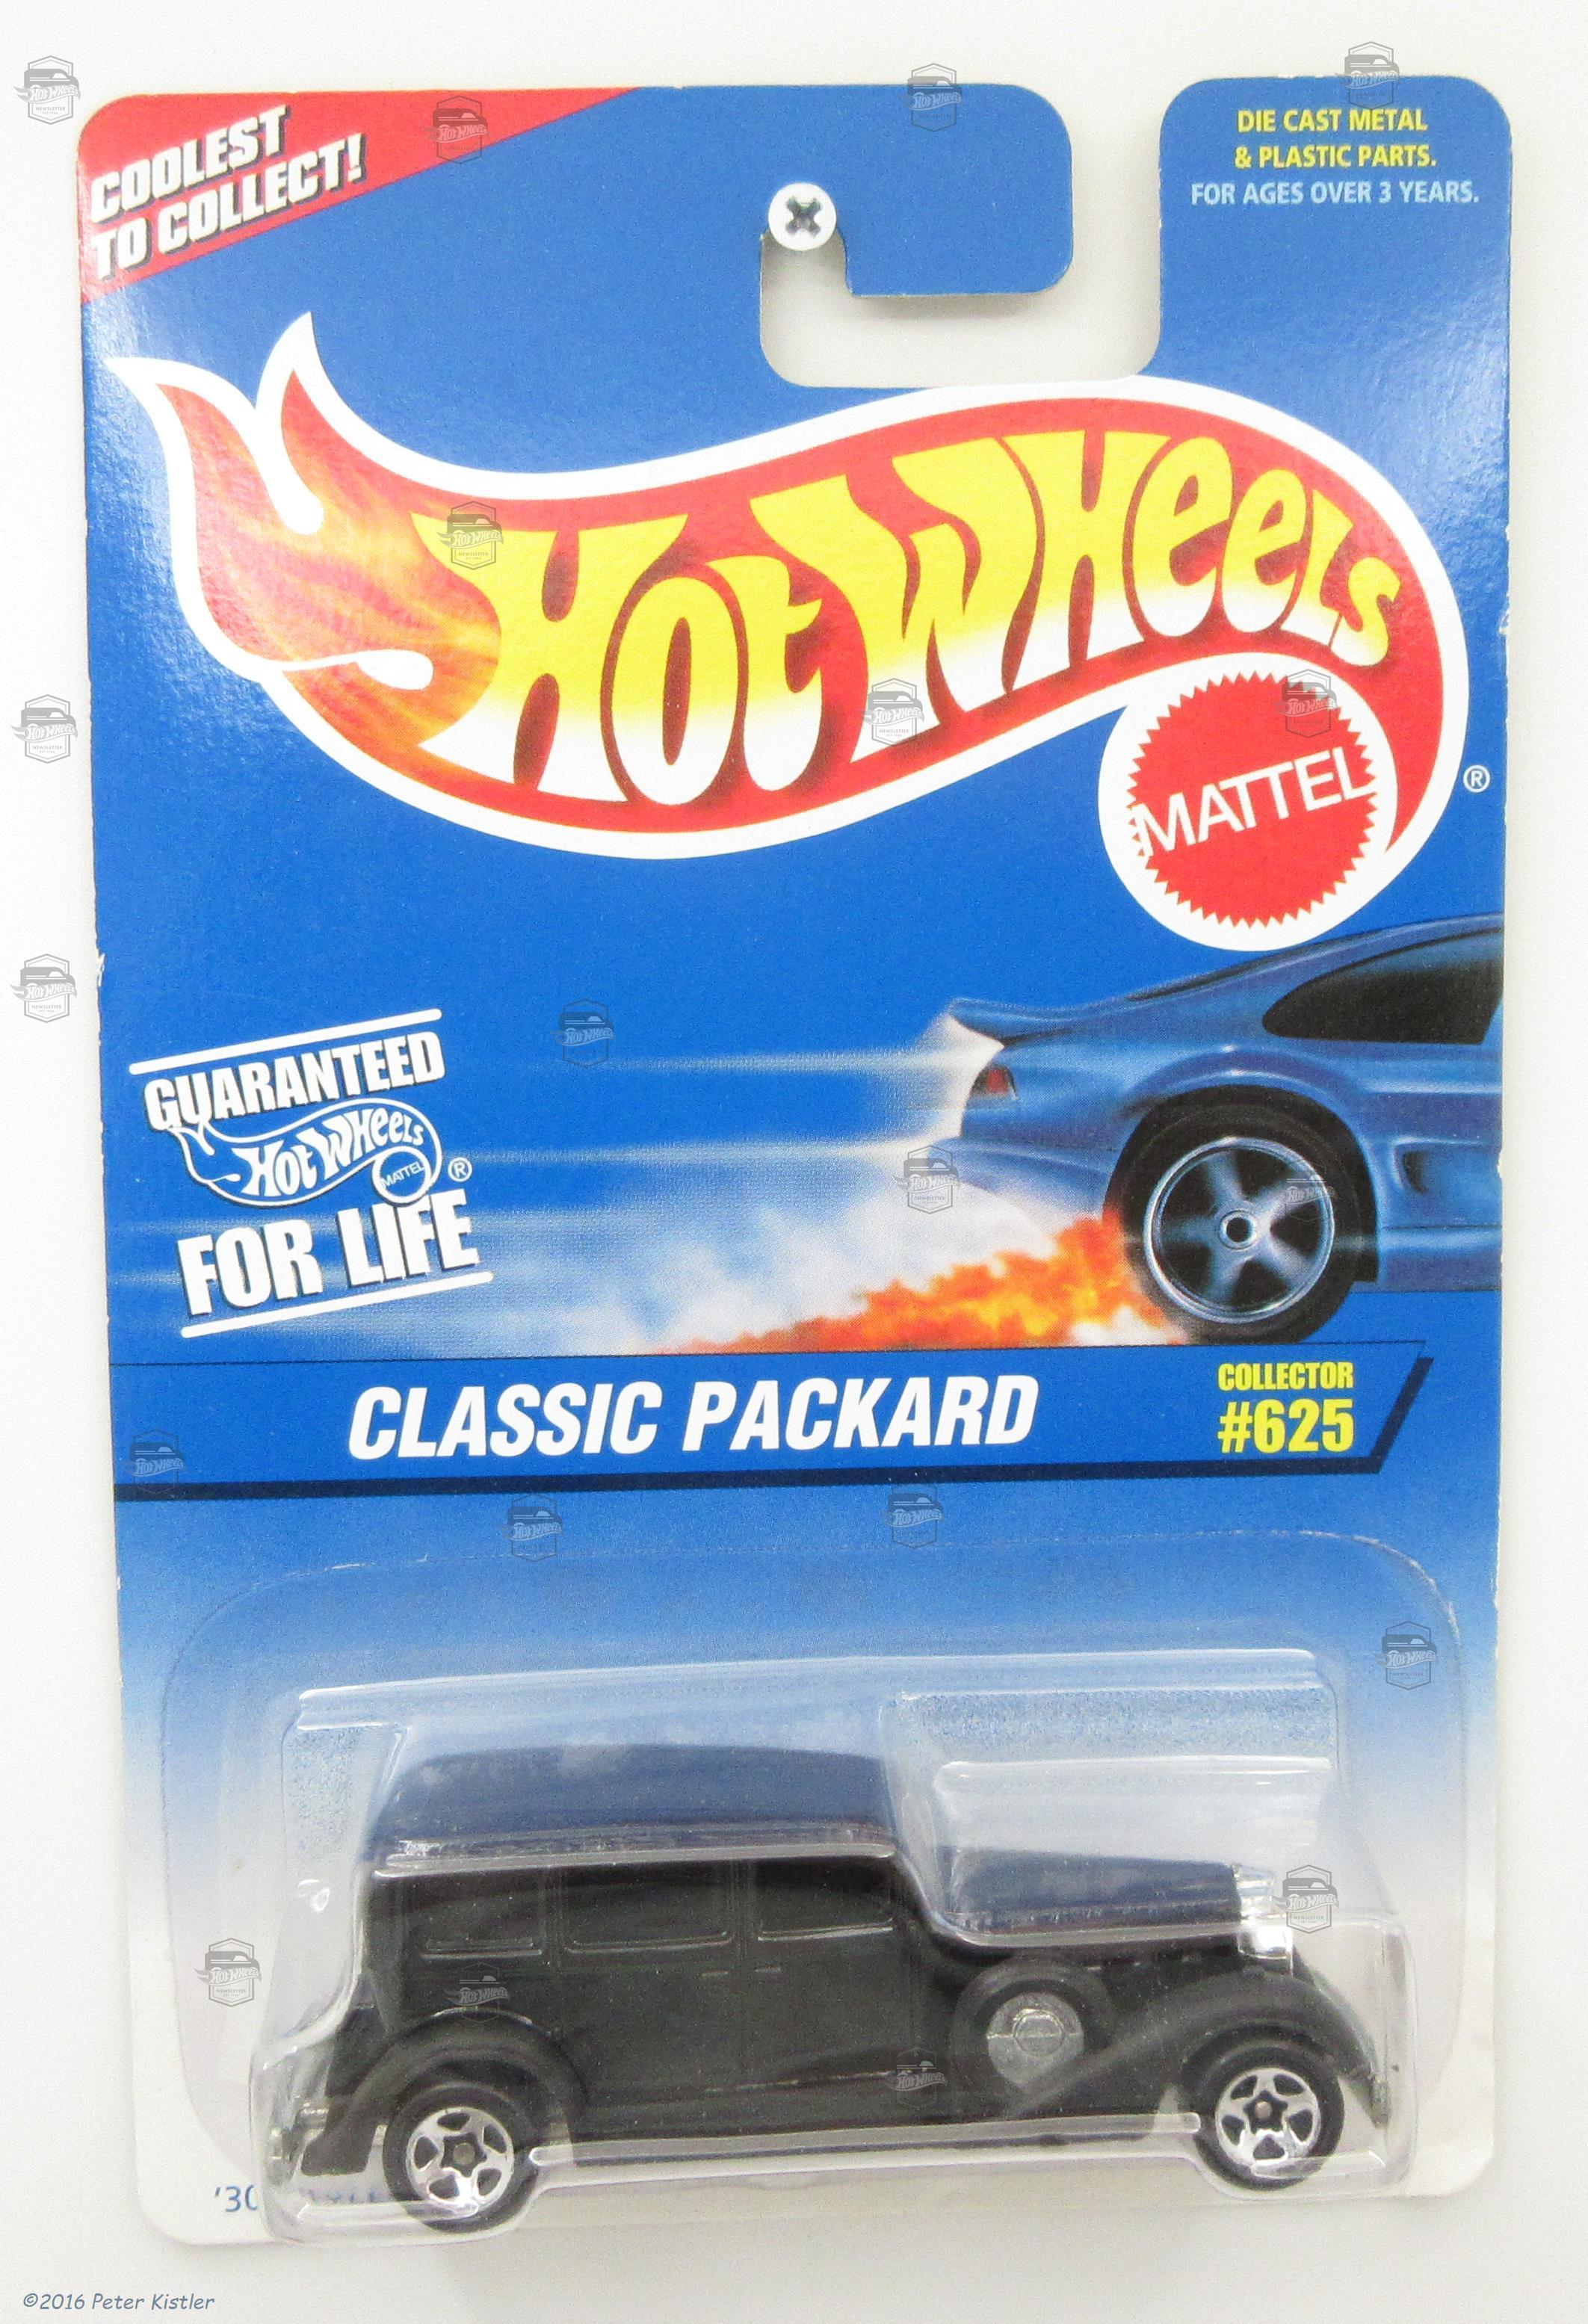 COOLEST
TO COLLECT!
DIE CAST METAL
& PLASTIC PARTS.
FOR AGES OVER 3 YEARS.
Hot Wheels
MATTEL
®
GUARANTEED
Hot Wheels
MATTEL
®
FOR LIFE
CLASSIC PACKARD
COLLECTOR
#625
'30
©2016 Peter Kistler